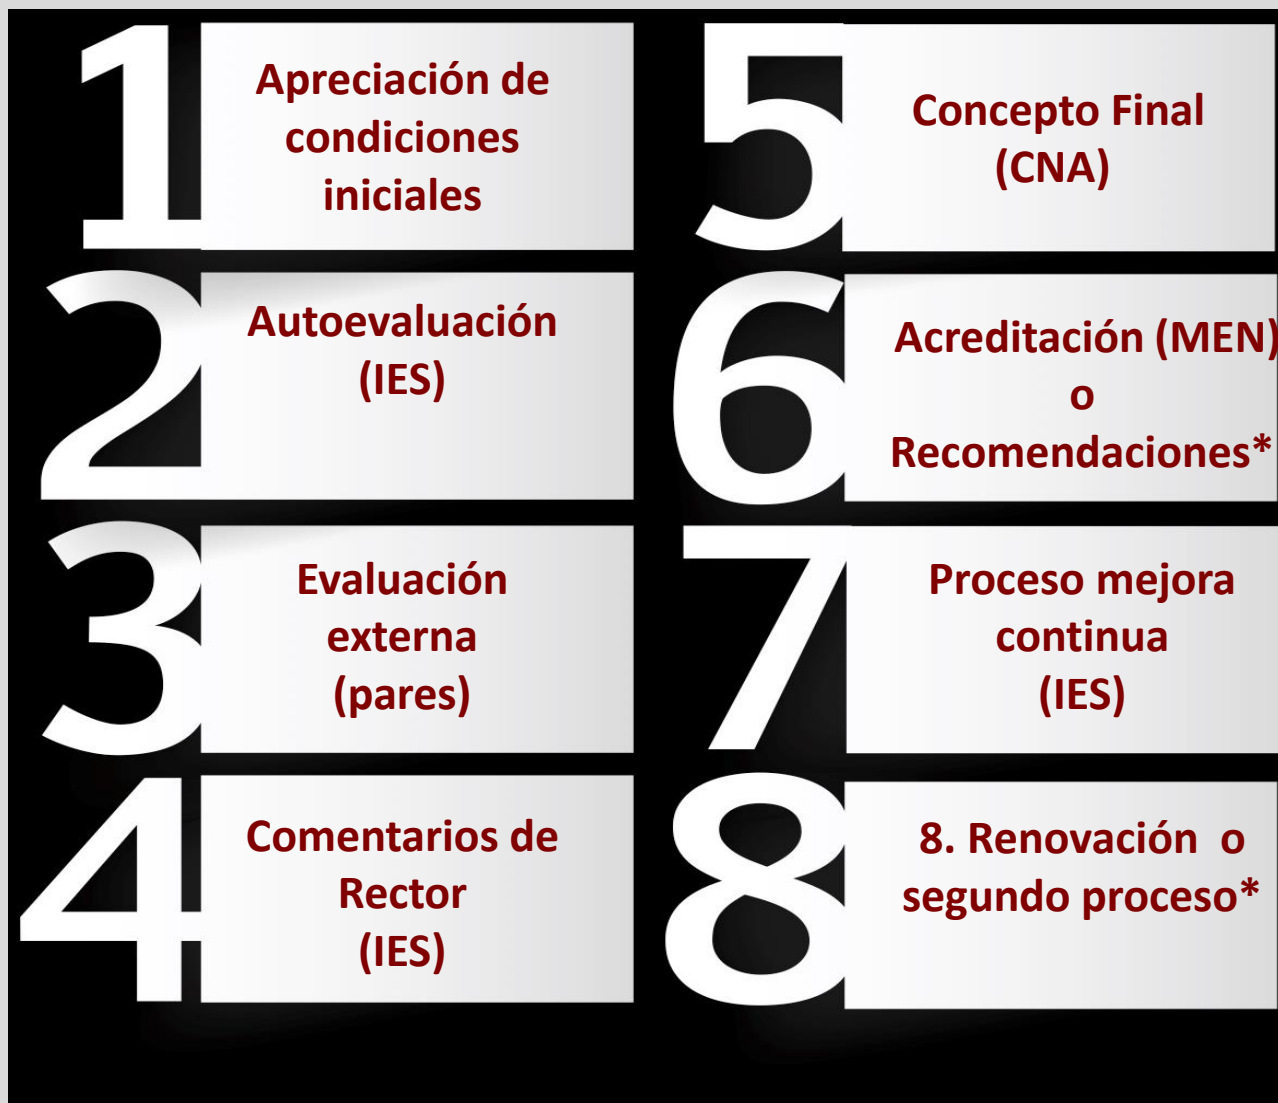 1
Apreciación de
condiciones
iniciales
2
Autoevaluación
(IES)
3
Evaluación
externa
(pares)
4
Comentarios de
Rector
(IES)
5
Concepto Final
(CNA)
6
Acreditación (MEN)
o
Recomendaciones*
7
Proceso mejora
continua
(IES)
8
8. Renovación o
segundo proceso*